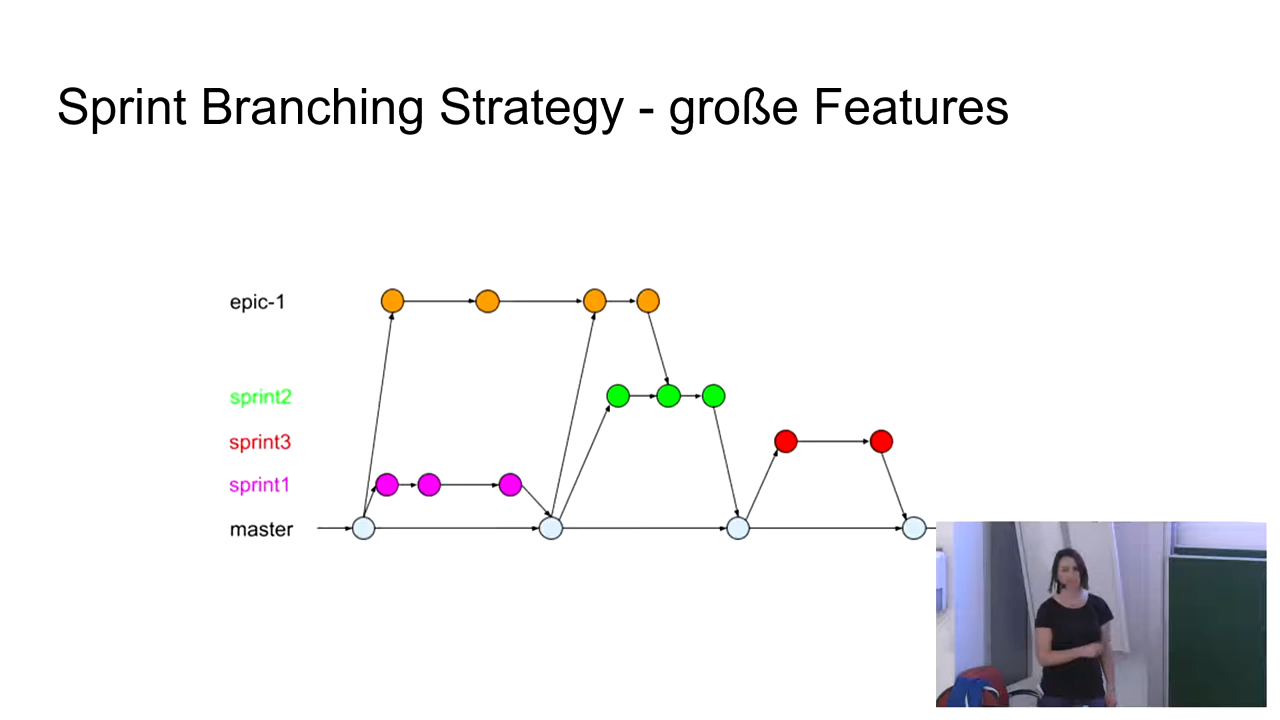 Sprint Branching Strategy - große Features
epic-1
sprint2
sprint3
sprint1
master